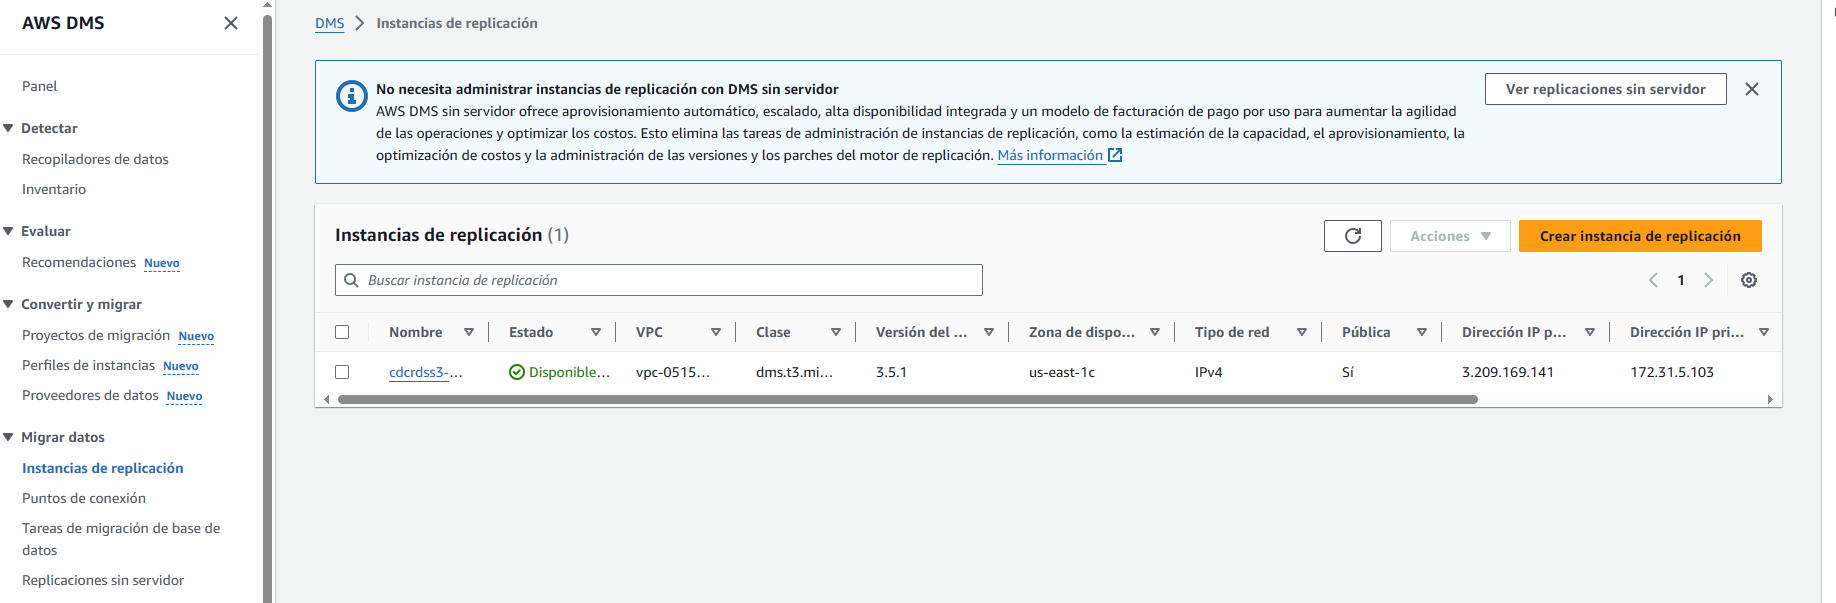 AWS DMS
Panel
Detectar
Recopiladores de datos
Inventario
Evaluar
Recomendaciones Nuevo
Convertir y migrar
Proyectos de migración Nuevo
Perfiles de instancias Nuevo
Proveedores de datos Nuevo
Migrar datos
Instancias de replicación
Puntos de conexión
Tareas de migración de base de
datos
Replicaciones sin servidor
DMS > Instancias de replicación
No necesita administrar instancias de replicación con DMS sin servidor
AWS DMS sin servidor ofrece aprovisionamiento automático, escalado, alta disponibilidad integrada y un modelo de facturación de pago por uso para aumentar la agilidad
de las operaciones y optimizar los costos. Esto elimina las tareas de administración de instancias de replicación, como la estimación de la capacidad, el aprovisionamiento, la
optimización de costos y la administración de las versiones y los parches del motor de replicación. Más información
Ver replicaciones sin servidor
Instancias de replicación (1)
Acciones
Crear instancia de replicación
Buscar instancia de replicación
1
Nombre Estado VPC Clase Versión del ... Zona de dispo... Tipo de red Pública Dirección IP p... Dirección IP pri...
cdcrdss3-... Disponible... vpc-0515... dms.t3.mi... 3.5.1 us-east-1c IPv4 Sí 3.209.169.141 172.31.5.103